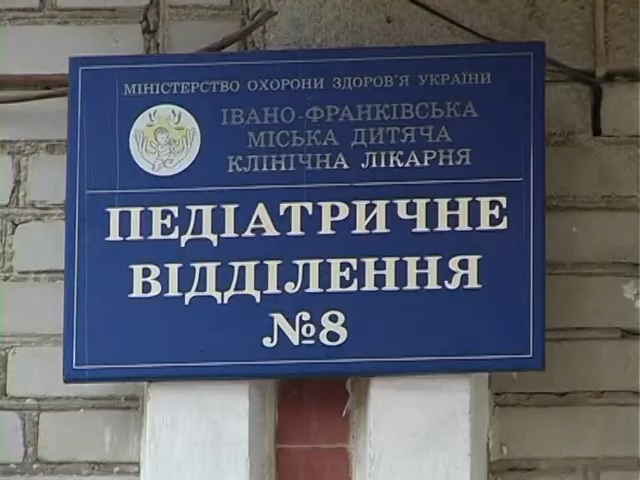 МІНІСТЕРСТВО ОХОРОНИ ЗДОРОВ'Я УКРАЇНИ
ІВАНО-ФРАНКІВСЬКА
МІСЬКА ДИТЯЧА
КЛІНІЧНА ЛІКАРНЯ
ПЕДІАТРИЧНЕ
ВІДДІЛЕННЯ
№8